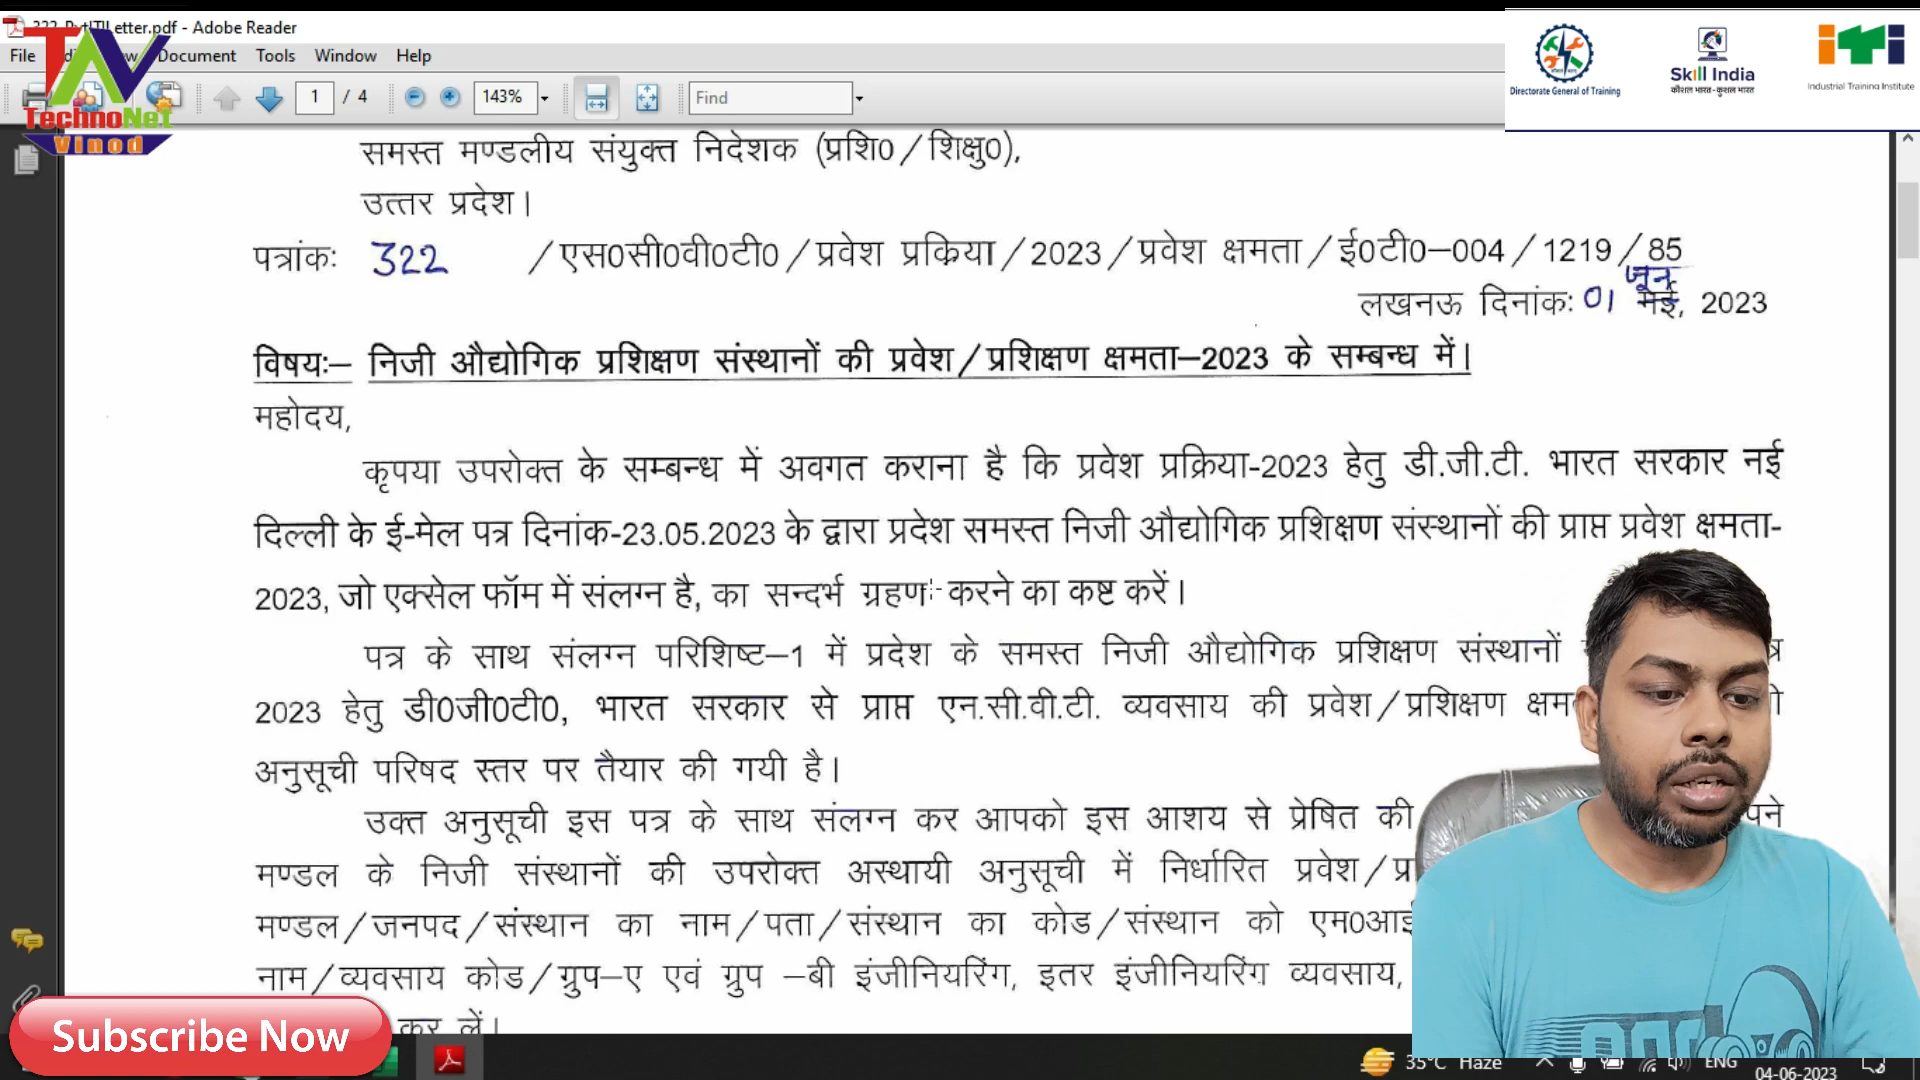 Letter.pdf - Adobe Reader
File Document Tools Window Help
1 / 4 143% Find
TAV
TechnoNet
Vinod
Directorate General of Training
Skill India
कौशल भारत-कुशल भारत
iTi
Industrial Training Institute
समस्त मण्डलीय संयुक्त निदेशक (प्रशि0/शिक्षु0),
उत्तर प्रदेश।
पत्रांकः 322 /एस0सी0वी0टी0/प्रवेश प्रक्रिया/2023/प्रवेश क्षमता/ई0टी0–004/1219/85
जून
लखनऊ दिनांकः 01 मई, 2023
विषयः– निजी औद्योगिक प्रशिक्षण संस्थानों की प्रवेश/प्रशिक्षण क्षमता–2023 के सम्बन्ध में।
महोदय,
कृपया उपरोक्त के सम्बन्ध में अवगत कराना है कि प्रवेश प्रक्रिया-2023 हेतु डी.जी.टी. भारत सरकार नई
दिल्ली के ई-मेल पत्र दिनांक-23.05.2023 के द्वारा प्रदेश समस्त निजी औद्योगिक प्रशिक्षण संस्थानों की प्राप्त प्रवेश क्षमता-
2023, जो एक्सेल फॉम में संलग्न है, का सन्दर्भ ग्रहण करने का कष्ट करें।
पत्र के साथ संलग्न परिशिष्ट–1 में प्रदेश के समस्त निजी औद्योगिक प्रशिक्षण संस्थानों
2023 हेतु डी0जी0टी0, भारत सरकार से प्राप्त एन.सी.वी.टी. व्यवसाय की प्रवेश/प्रशिक्षण
अनुसूची परिषद स्तर पर तैयार की गयी है।
उक्त अनुसूची इस पत्र के साथ संलग्न कर आपको इस आशय से प्रेषित की
मण्डल के निजी संस्थानों की उपरोक्त अस्थायी अनुसूची में निर्धारित प्रवेश/
मण्डल/जनपद/संस्थान का नाम/पता/संस्थान का कोड/संस्थान को
नाम/व्यवसाय कोड/ग्रुप–ए एवं ग्रुप –बी इंजीनियरिंग, इतर इंजीनियरिंग व्यवसाय,
कर लें।
Subscribe Now
35°C Haze ENG
04-06-2023